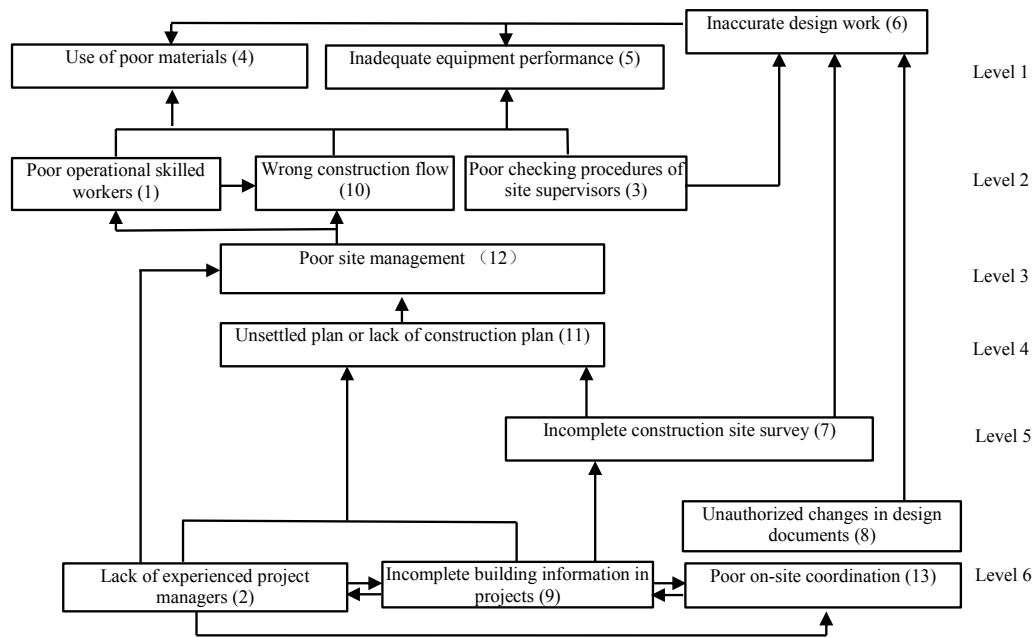 Inaccurate design work (6)
Use of poor materials (4)
Inadequate equipment performance (5)
Level 1
Poor operational skilled
workers (1)
Wrong construction flow
(10)
Poor checking procedures of
site supervisors (3)
Level 2
Poor site management （12）
Level 3
Unsettled plan or lack of construction plan (11)
Level 4
Incomplete construction site survey (7)
Level 5
Unauthorized changes in design
documents (8)
Lack of experienced project
managers (2)
Incomplete building information in
projects (9)
Poor on-site coordination (13)
Level 6